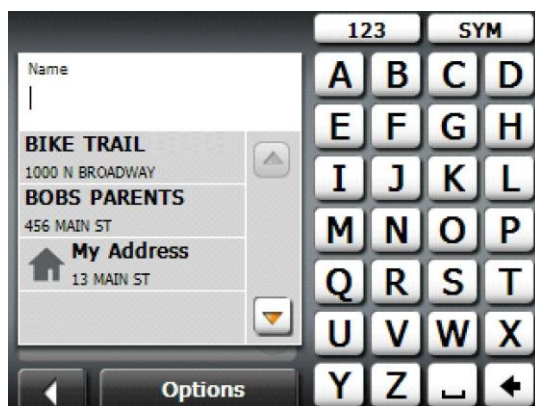 Name
BIKE TRAIL
1000 N BROADWAY
BOBS PARENTS
456 MAIN ST
My Address
13 MAIN ST
Options
123 SYM
A B C D
E F G H
I J K L
M N O P
Q R S T
U V W X
Y Z